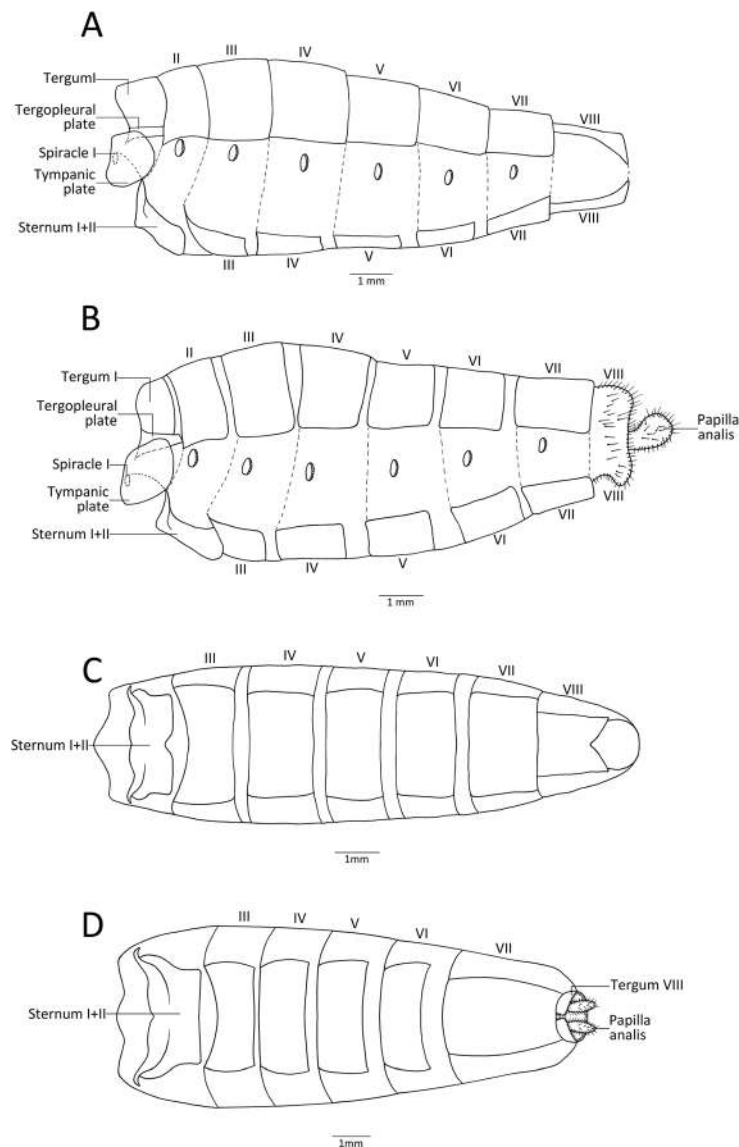 A
II
III
IV
V
VI
VII
VIII
TergumI
Tergopleural
plate
Spiracle I
Tympanic
plate
Sternum I+II
III
IV
V
VI
VII
VIII
1 mm
B
II
III
IV
V
VI
VII
VIII
Tergum I
Tergopleural
plate
Spiracle I
Tympanic
plate
Sternum I+II
Papilla
analis
III
IV
V
VI
VII
VIII
1 mm
C
III
IV
V
VI
VII
VIII
Sternum I+II
1mm
D
III
IV
V
VI
VII
Sternum I+II
Tergum VIII
Papilla
analis
1mm